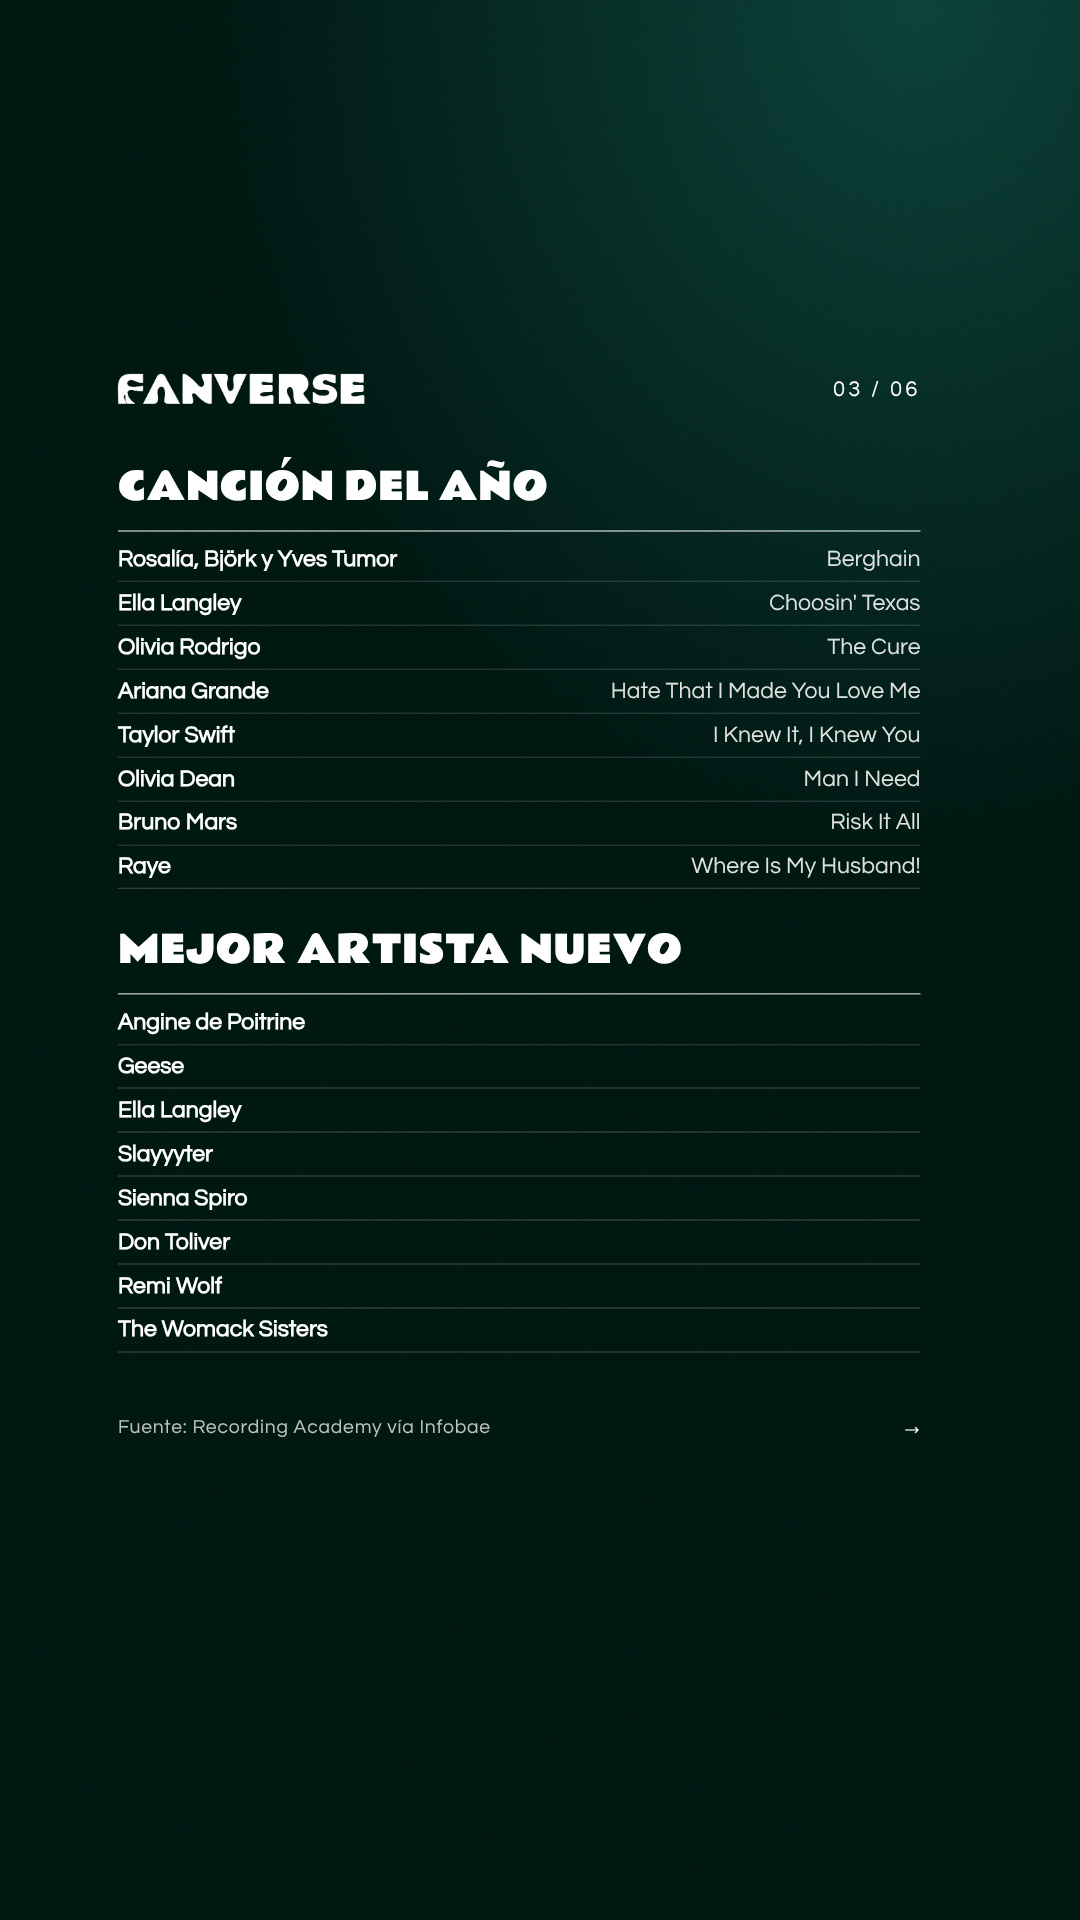 FANVERSE 03 / 06
CANCIÓN DEL AÑO
Rosalía, Björk y Yves Tumor Berghain
Ella Langley Choosin' Texas
Olivia Rodrigo The Cure
Ariana Grande Hate That I Made You Love Me
Taylor Swift I Knew It, I Knew You
Olivia Dean Man I Need
Bruno Mars Risk It All
Raye Where Is My Husband!
MEJOR ARTISTA NUEVO
Angine de Poitrine
Geese
Ella Langley
Slayyyter
Sienna Spiro
Don Toliver
Remi Wolf
The Womack Sisters
Fuente: Recording Academy vía Infobae →